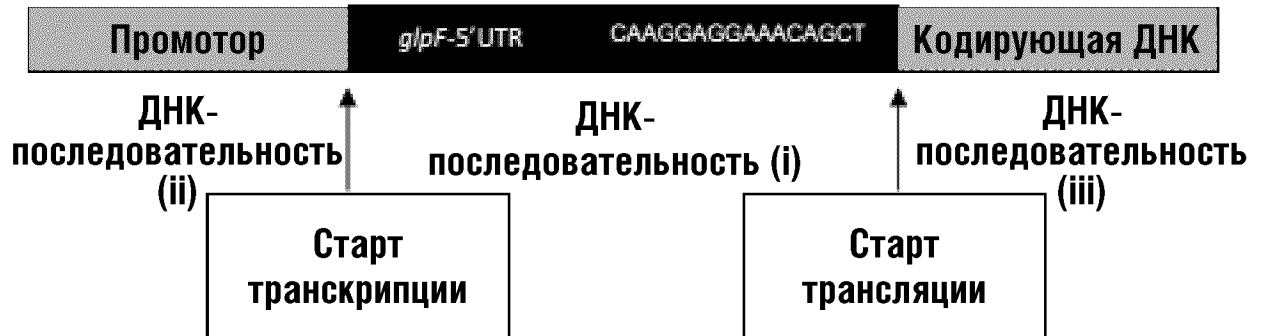 Промотор glpF-5'UTR CAAGGAGGAAACAGCT Кодирующая ДНК
ДНК-
последовательность
(ii)
ДНК-
последовательность (i)
ДНК-
последовательность
(iii)
Старт
транскрипции
Старт
трансляции